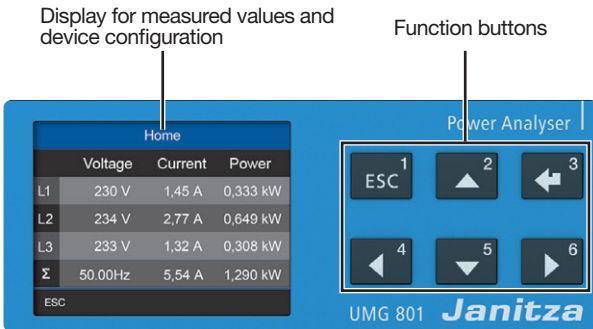 Display for measured values and
device configuration
Function buttons
Power Analyser
Home
Voltage Current Power
L1 230 V 1,45 A 0,333 kW
L2 234 V 2,77 A 0,649 kW
L3 233 V 1,32 A 0,308 kW
Σ 50.00Hz 5,54 A 1,290 kW
ESC
ESC 1
2
3
4
5
6
UMG 801 Janitza